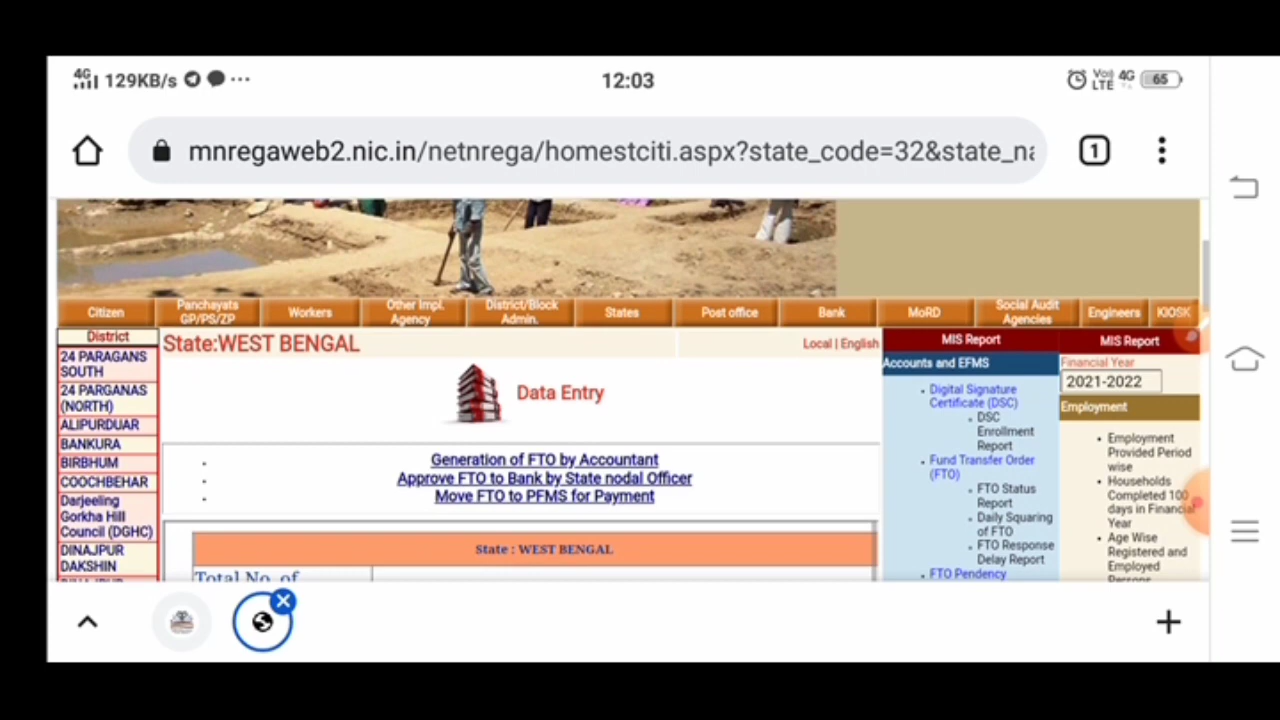 4G 129KB/s ...
12:03
Vo)) LTE 4G 65
mnregaweb2.nic.in/netnrega/homestciti.aspx?state_code=32&state_na
1
Citizen
Panchayats
GP/PS/ZP
Workers
Other Impl.
Agency
District/Block
Admin.
States
Post office
Bank
MoRD
Social Audit
Agencies
Engineers
KIOSK
District
24 PARAGANS
SOUTH
24 PARGANAS
(NORTH)
ALIPURDUAR
BANKURA
BIRBHUM
COOCHBEHAR
Darjeeling
Gorkha Hill
Council (DGHC)
DINAJPUR
DAKSHIN
State:WEST BENGAL
Local | English
Data Entry
Generation of FTO by Accountant
Approve FTO to Bank by State nodal Officer
Move FTO to PFMS for Payment
State : WEST BENGAL
Total No. of
MIS Report
Accounts and EFMS
Digital Signature
Certificate (DSC)
DSC
Enrollment
Report
Fund Transfer Order
(FTO)
FTO Status
Report
Daily Squaring
of FTO
FTO Response
Delay Report
FTO Pendency
MIS Report
Financial Year
2021-2022
Employment
Employment
Provided Period
wise
Households
Completed 100
days in Financial
Year
Age Wise
Registered and
Employed
Persons